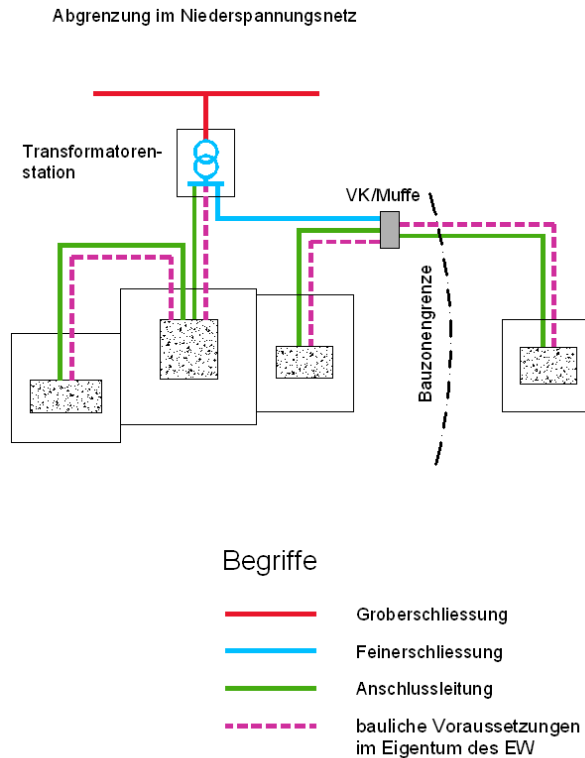 Abgrenzung im Niederspannungsnetz
Transformatoren-
station
VK/Muffe
Bauzonengrenze
Begriffe
Groberschliessung
Feinerschliessung
Anschlussleitung
bauliche Voraussetzungen
im Eigentum des EW